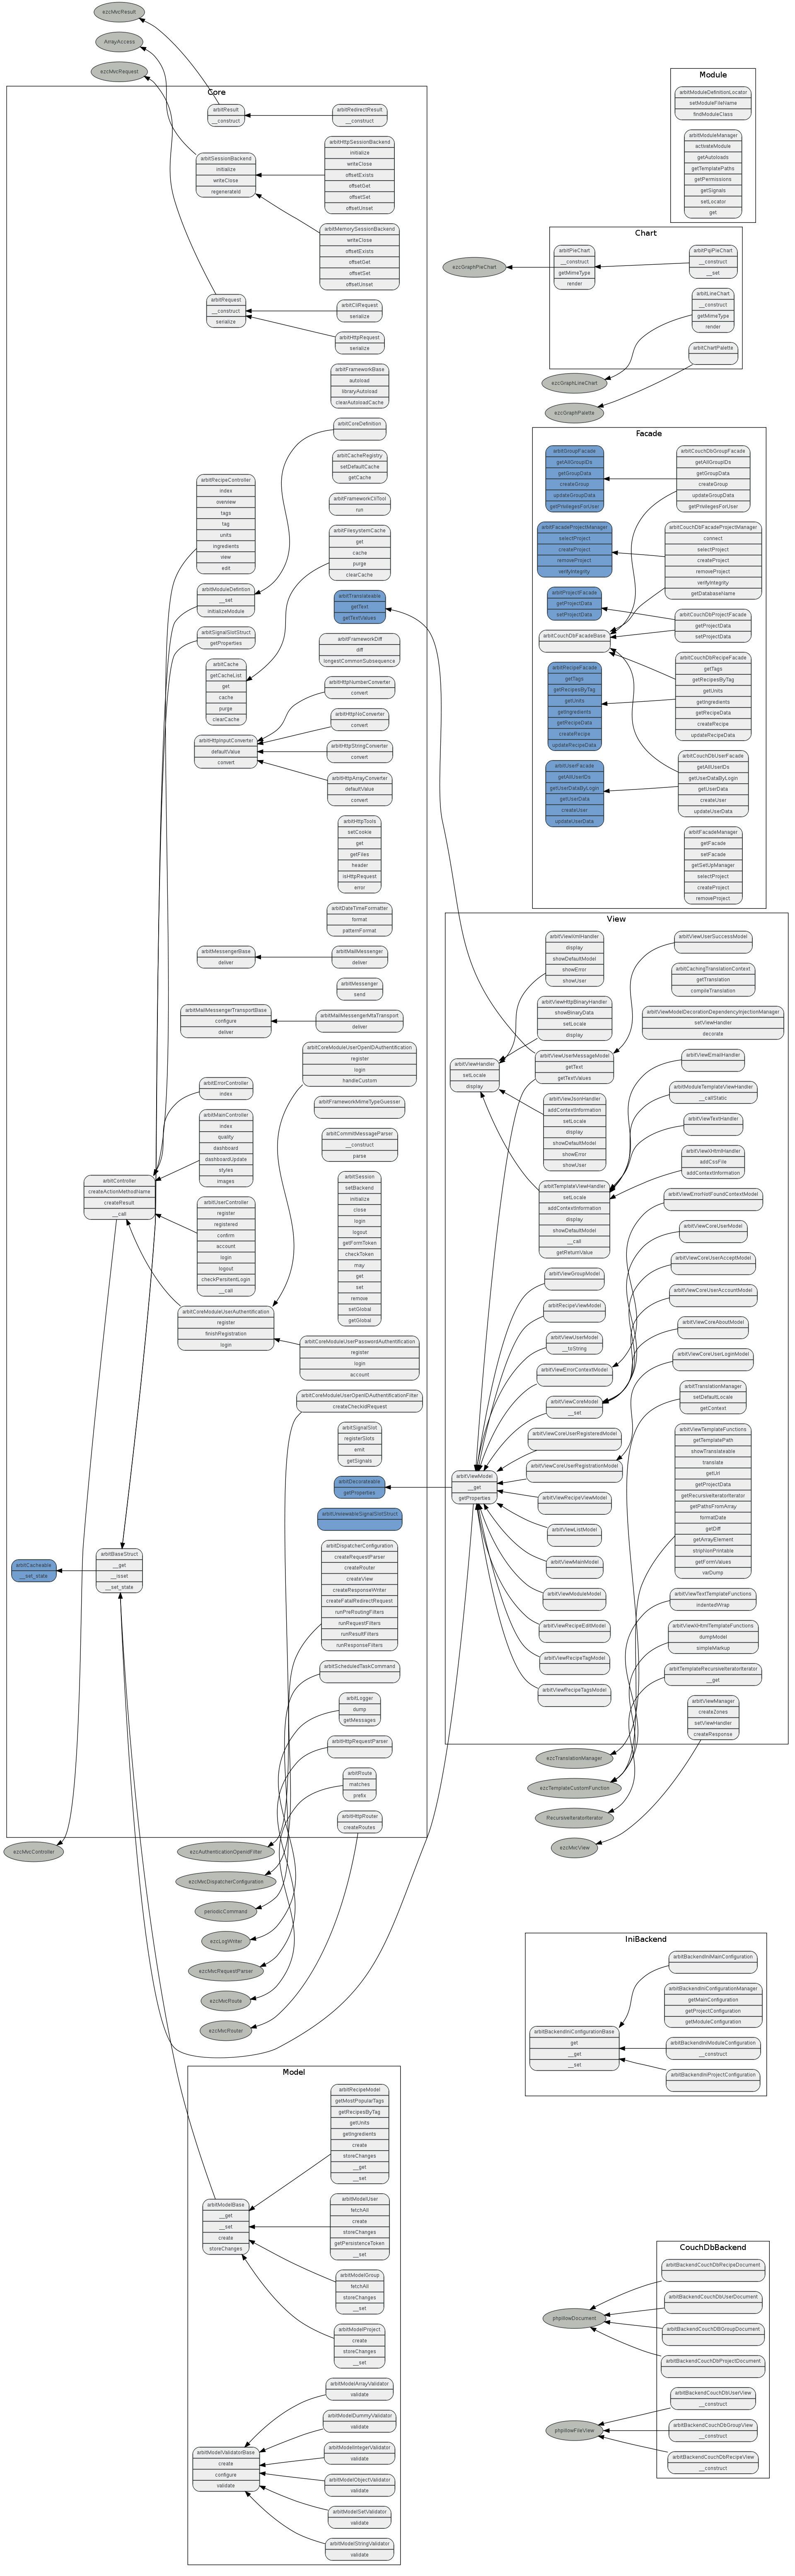 ezcMvcResult
ArrayAccess
ezcMvcRequest
Core
arbitResult
__construct
arbitRedirectResult
__construct
arbitSessionBackend
initialize
writeClose
regenerateId
arbitHttpSessionBackend
initialize
writeClose
offsetExists
offsetGet
offsetSet
offsetUnset
arbitMemorySessionBackend
writeClose
offsetExists
offsetGet
offsetSet
offsetUnset
arbitRequest
__construct
serialize
arbitCliRequest
serialize
arbitHttpRequest
serialize
arbitFrameworkBase
autoload
libraryAutoload
clearAutoloadCache
arbitCoreDefinition
arbitCacheRegistry
setDefaultCache
getCache
arbitRecipeController
index
overview
tags
tag
units
ingredients
view
edit
arbitFrameworkCliTool
run
arbitFilesystemCache
get
cache
purge
clearCache
arbitModuleDefintion
__set
initializeModule
arbitTranslateable
getText
getTextValues
arbitSignalSlotStruct
getProperties
arbitFrameworkDiff
diff
longestCommonSubsequence
arbitCache
getCacheList
get
cache
purge
clearCache
arbitHttpNumberConverter
convert
arbitHttpNoConverter
convert
arbitHttpInputConverter
defaultValue
convert
arbitHttpStringConverter
convert
arbitHttpArrayConverter
defaultValue
convert
arbitHttpTools
setCookie
get
getFiles
header
isHttpRequest
error
arbitDateTimeFormatter
format
patternFormat
arbitMessengerBase
deliver
arbitMailMessenger
deliver
arbitMessenger
send
arbitMailMessengerTransportBase
configure
deliver
arbitMailMessengerMtaTransport
deliver
arbitCoreModuleUserOpenIDAuthentification
register
login
handleCustom
arbitErrorController
index
arbitFrameworkMimeTypeGuesser
arbitMainController
index
quality
dashboard
dashboardUpdate
styles
images
arbitCommitMessageParser
__construct
parse
arbitController
createActionMethodName
createResult
__call
arbitUserController
register
registered
confirm
account
login
logout
checkPersitentLogin
__call
arbitSession
setBackend
initialize
close
login
logout
getFormToken
checkToken
may
get
set
remove
setGlobal
getGlobal
arbitCoreModuleUserAuthentification
register
finishRegistration
login
arbitCoreModuleUserPasswordAuthentification
register
login
account
arbitCoreModuleUserOpenIDAuthentificationFilter
createCheckidRequest
arbitSignalSlot
registerSlots
emit
getSignals
arbitDecorateable
getProperties
arbitUnviewableSignalSlotStruct
arbitCacheable
__set_state
arbitBaseStruct
__get
__isset
__set_state
arbitDispatcherConfiguration
createRequestParser
createRouter
createView
createResponseWriter
createFatalRedirectRequest
runPreRoutingFilters
runRequestFilters
runResultFilters
runResponseFilters
arbitScheduledTaskCommand
arbitLogger
dump
getMessages
arbitHttpRequestParser
arbitRoute
matches
prefix
arbitHttpRouter
createRoutes
ezcMvcController
ezcAuthenticationOpenidFilter
ezcMvcDispatcherConfiguration
periodicCommand
ezcLogWriter
ezcMvcRequestParser
ezcMvcRoute
ezcMvcRouter
Module
arbitModuleDefinitionLocator
setModuleFileName
findModuleClass
arbitModuleManager
activateModule
getAutoloads
getTemplatePaths
getPermissions
getSignals
setLocator
get
Chart
ezcGraphPieChart
arbitPieChart
__construct
getMimeType
render
arbitPipPieChart
__construct
__set
arbitLineChart
__construct
getMimeType
render
arbitChartPalette
ezcGraphLineChart
ezcGraphPalette
Facade
arbitGroupFacade
getAllGroupIDs
getGroupData
createGroup
updateGroupData
getPrivilegesForUser
arbitCouchDbGroupFacade
getAllGroupIDs
getGroupData
createGroup
updateGroupData
getPrivilegesForUser
arbitFacadeProjectManager
selectProject
createProject
removeProject
verifyIntegrity
arbitCouchDbFacadeProjectManager
connect
selectProject
createProject
removeProject
verifyIntegrity
getDatabaseName
arbitProjectFacade
getProjectData
setProjectData
arbitCouchDbProjectFacade
getProjectData
setProjectData
arbitCouchDbFacadeBase
arbitRecipeFacade
getTags
getRecipesByTag
getUnits
getIngredients
getRecipeData
createRecipe
updateRecipeData
arbitCouchDbRecipeFacade
getTags
getRecipesByTag
getUnits
getIngredients
getRecipeData
createRecipe
updateRecipeData
arbitUserFacade
getAllUserIDs
getUserDataByLogin
getUserData
createUser
updateUserData
arbitCouchDbUserFacade
getAllUserIDs
getUserDataByLogin
getUserData
createUser
updateUserData
arbitFacadeManager
getFacade
setFacade
getSetUpManager
selectProject
createProject
removeProject
View
arbitViewXmlHandler
display
showDefaultModel
showError
showUser
arbitViewUserSuccessModel
arbitCachingTranslationContext
getTranslation
compileTranslation
arbitViewHttpBinaryHandler
showBinaryData
setLocale
display
arbitViewModelDecorationDependencyInjectionManager
setViewHandler
decorate
arbitViewHandler
setLocale
display
arbitViewUserMessageModel
getText
getTextValues
arbitViewEmailHandler
arbitViewJsonHandler
addContextInformation
setLocale
display
showDefaultModel
showError
showUser
arbitModuleTemplateViewHandler
__callStatic
arbitViewTextHandler
arbitViewXHtmlHandler
addCssFile
addContextInformation
arbitTemplateViewHandler
setLocale
addContextInformation
display
showDefaultModel
__call
getReturnValue
arbitViewErrorNotFoundContextModel
arbitViewCoreUserModel
arbitViewCoreUserAcceptModel
arbitViewGroupModel
arbitViewCoreUserAccountModel
arbitRecipeViewModel
arbitViewCoreAboutModel
arbitViewUserModel
__toString
arbitViewCoreUserLoginModel
arbitViewErrorContextModel
arbitTranslationManager
setDefaultLocale
getContext
arbitViewCoreModel
__set
arbitViewCoreUserRegisteredModel
arbitViewCoreUserRegistrationModel
arbitViewModel
__get
getProperties
arbitViewTemplateFunctions
getTemplatePath
showTranslateable
translate
getUrl
getProjectData
getRecursiveIteratorIterator
getPathsFromArray
formatDate
getDiff
getArrayElement
stripNonPrintable
getFormValues
varDump
arbitViewRecipeViewModel
arbitViewListModel
arbitViewMainModel
arbitViewModuleModel
arbitViewTextTemplateFunctions
indentedWrap
arbitViewRecipeEditModel
arbitViewXHtmlTemplateFunctions
dumpModel
simpleMarkup
arbitViewRecipeTagModel
arbitTemplateRecursiveIteratorIterator
__get
arbitViewRecipeTagsModel
arbitViewManager
createZones
setViewHandler
createResponse
ezcTranslationManager
ezcTemplateCustomFunction
RecursiveIteratorIterator
ezcMvcView
IniBackend
arbitBackendIniMainConfiguration
arbitBackendIniConfigurationManager
getMainConfiguration
getProjectConfiguration
getModuleConfiguration
arbitBackendIniConfigurationBase
get
__get
__set
arbitBackendIniModuleConfiguration
__construct
arbitBackendIniProjectConfiguration
Model
arbitRecipeModel
getMostPopularTags
getRecipesByTag
getUnits
getIngredients
create
storeChanges
__get
__set
arbitModelBase
__get
__set
create
storeChanges
arbitModelUser
fetchAll
create
storeChanges
getPersistenceToken
__set
arbitModelGroup
fetchAll
storeChanges
__set
arbitModelProject
create
storeChanges
__set
arbitModelArrayValidator
validate
arbitModelDummyValidator
validate
arbitModelValidatorBase
create
configure
validate
arbitModelIntegerValidator
validate
arbitModelObjectValidator
validate
arbitModelSetValidator
validate
arbitModelStringValidator
validate
CouchDbBackend
arbitBackendCouchDbRecipeDocument
arbitBackendCouchDbUserDocument
phpillowDocument
arbitBackendCouchDBGroupDocument
arbitBackendCouchDbProjectDocument
arbitBackendCouchDbUserView
__construct
phpillowFileView
arbitBackendCouchDbGroupView
__construct
arbitBackendCouchDbRecipeView
__construct